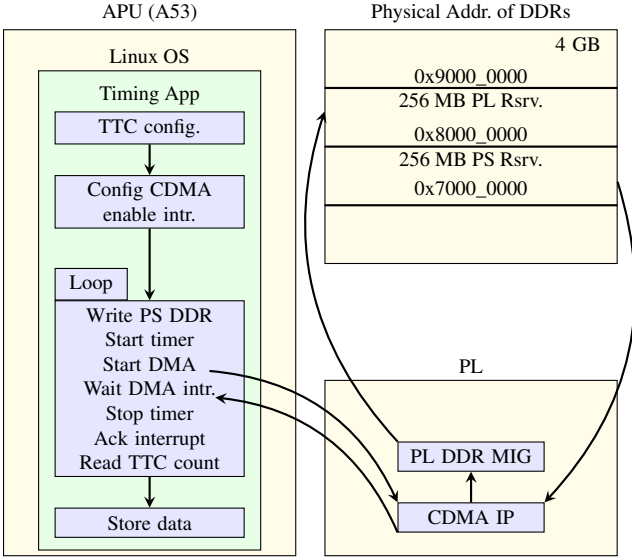 APU (A53)
Linux OS
Timing App
TTC config.
Config CDMA
enable intr.
Loop
Write PS DDR
Start timer
Start DMA
Wait DMA intr.
Stop timer
Ack interrupt
Read TTC count
Store data
Physical Addr. of DDRs
4 GB
0x9000_0000
256 MB PL Rsrv.
0x8000_0000
256 MB PS Rsrv.
0x7000_0000
PL
PL DDR MIG
CDMA IP